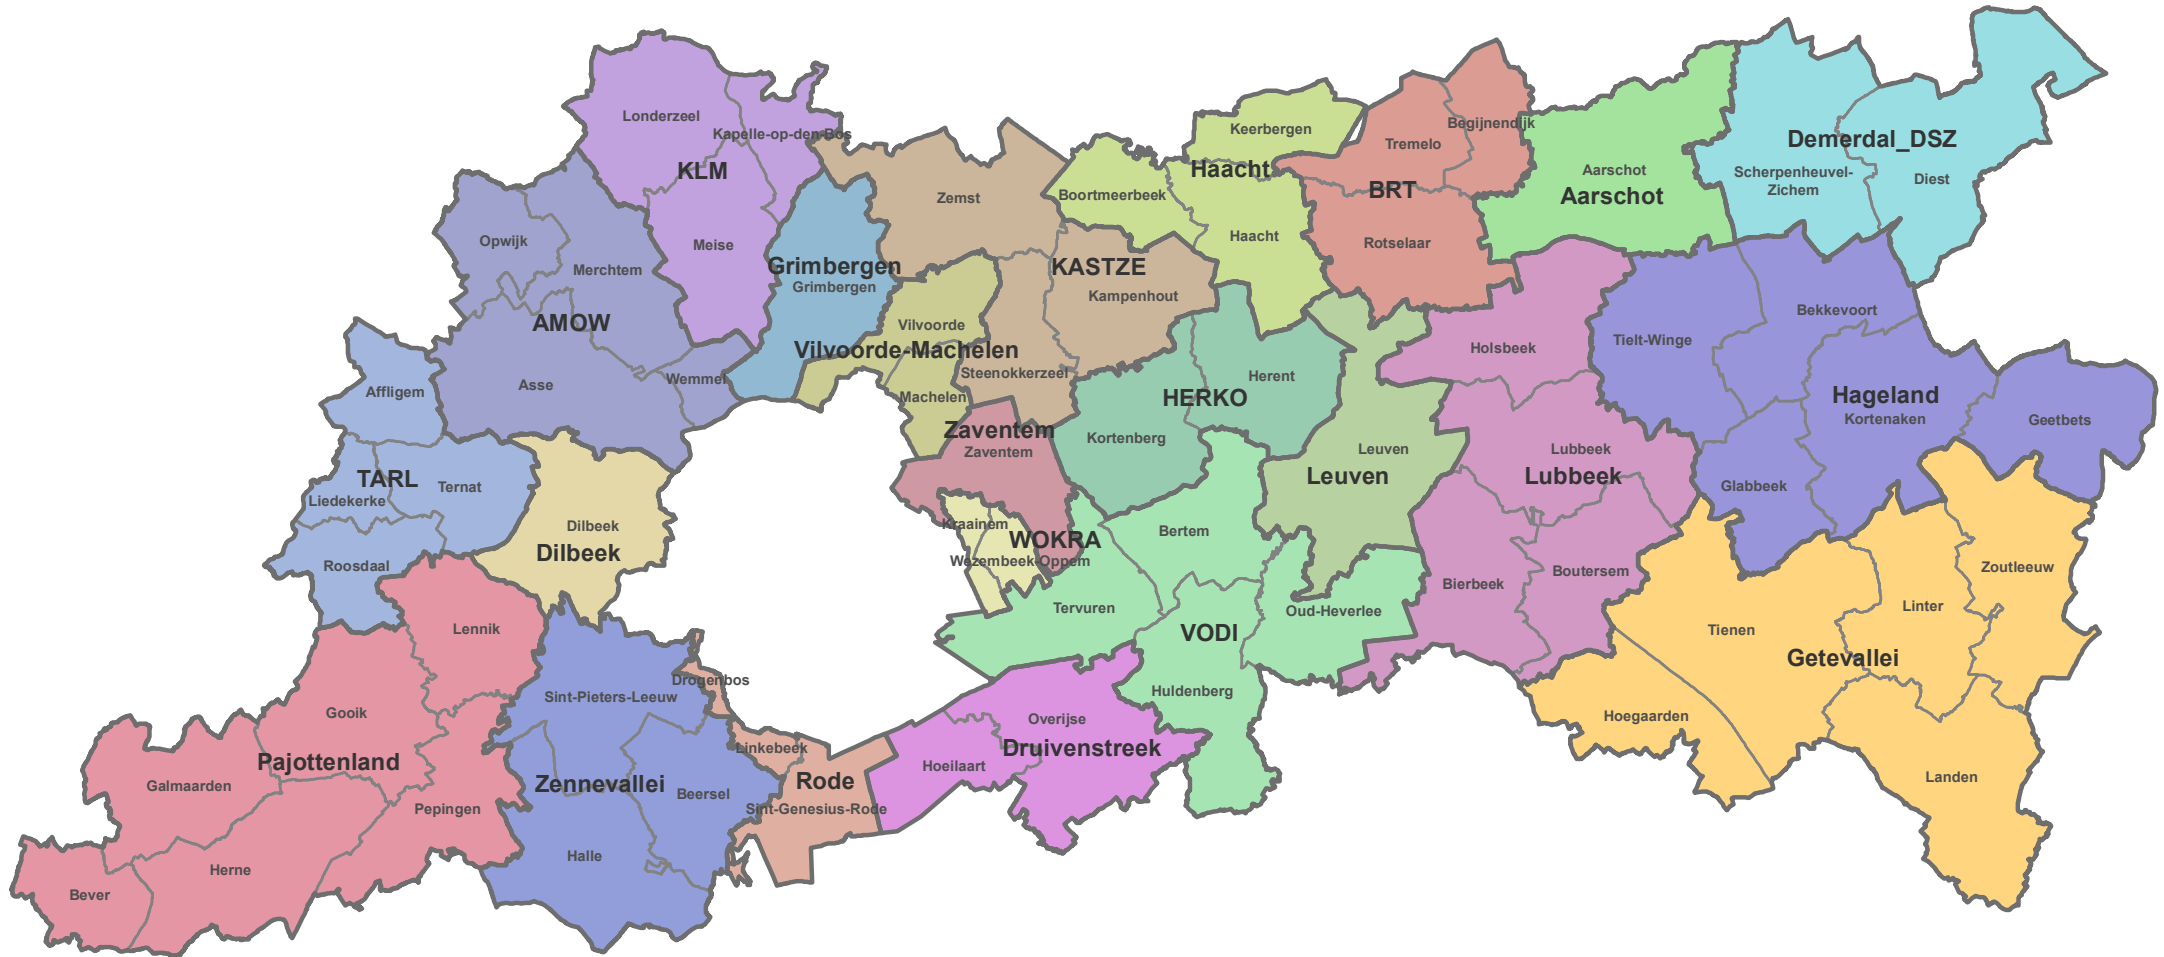 Londerzeel
Kapelle-op-den-Bos
KLM
Meise
Opwijk
Merchtem
AMOW
Asse
Wemmel
Grimbergen
Grimbergen
Zemst
KASTZE
Kampenhout
Steenokkerzeel
Vilvoorde
Vilvoorde-Machelen
Machelen
Keerbergen
Haacht
Boortmeerbeek
Haacht
Begijnendijk
Tremelo
BRT
Rotselaar
Aarschot
Aarschot
Demerdal_DSZ
Scherpenheuvel-
Zichem
Diest
Affligem
TARL
Ternat
Liedekerke
Roosdaal
Dilbeek
Dilbeek
Zaventem
Zaventem
Kraainem
WOKRA
Wezembeek-Oppem
HERKO
Herent
Kortenberg
Leuven
Leuven
Holsbeek
Lubbeek
Lubbeek
Bierbeek
Boutersem
Tielt-Winge
Bekkevoort
Hageland
Kortenaken
Geetbets
Glabbeek
Bertem
Tervuren
VODI
Oud-Heverlee
Huldenberg
Zoutleeuw
Linter
Tienen
Getevallei
Hoegaarden
Landen
Lennik
Gooik
Pajottenland
Galmaarden
Pepingen
Herne
Bever
Sint-Pieters-Leeuw
Zennevallei
Beersel
Halle
Drogenbos
Linkebeek
Rode
Sint-Genesius-Rode
Overijse
Druivenstreek
Hoeilaart